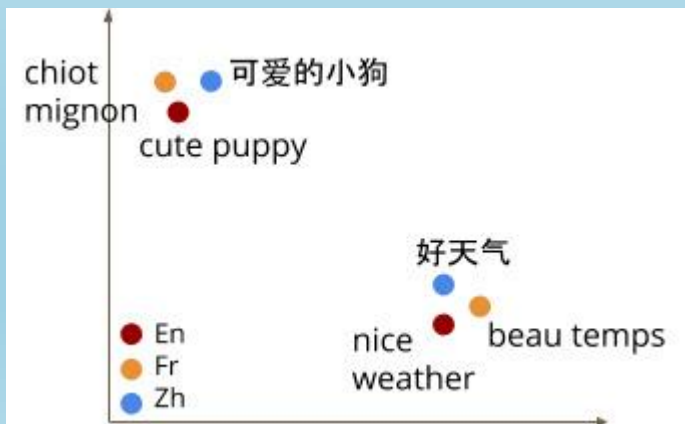 chiot
mignon
可爱的小狗
cute puppy
好天气
nice
weather
beau temps
En
Fr
Zh